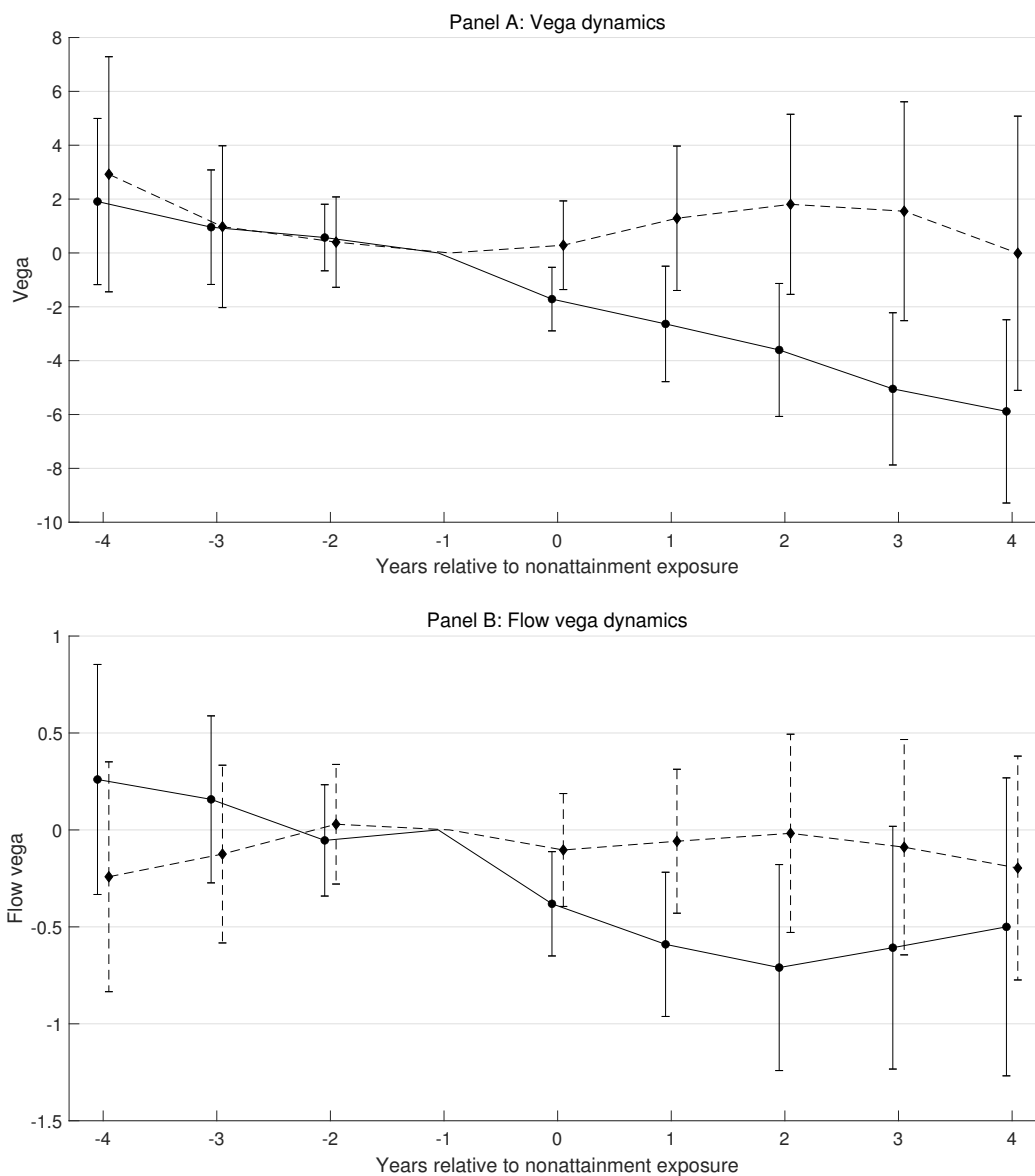 Panel A: Vega dynamics
8
6
4
2
0
-2
-4
-6
-8
-10
Vega
-4 -3 -2 -1 0 1 2 3 4
Years relative to nonattainment exposure
Panel B: Flow vega dynamics
1
0.5
0
-0.5
-1
-1.5
Flow vega
-4 -3 -2 -1 0 1 2 3 4
Years relative to nonattainment exposure